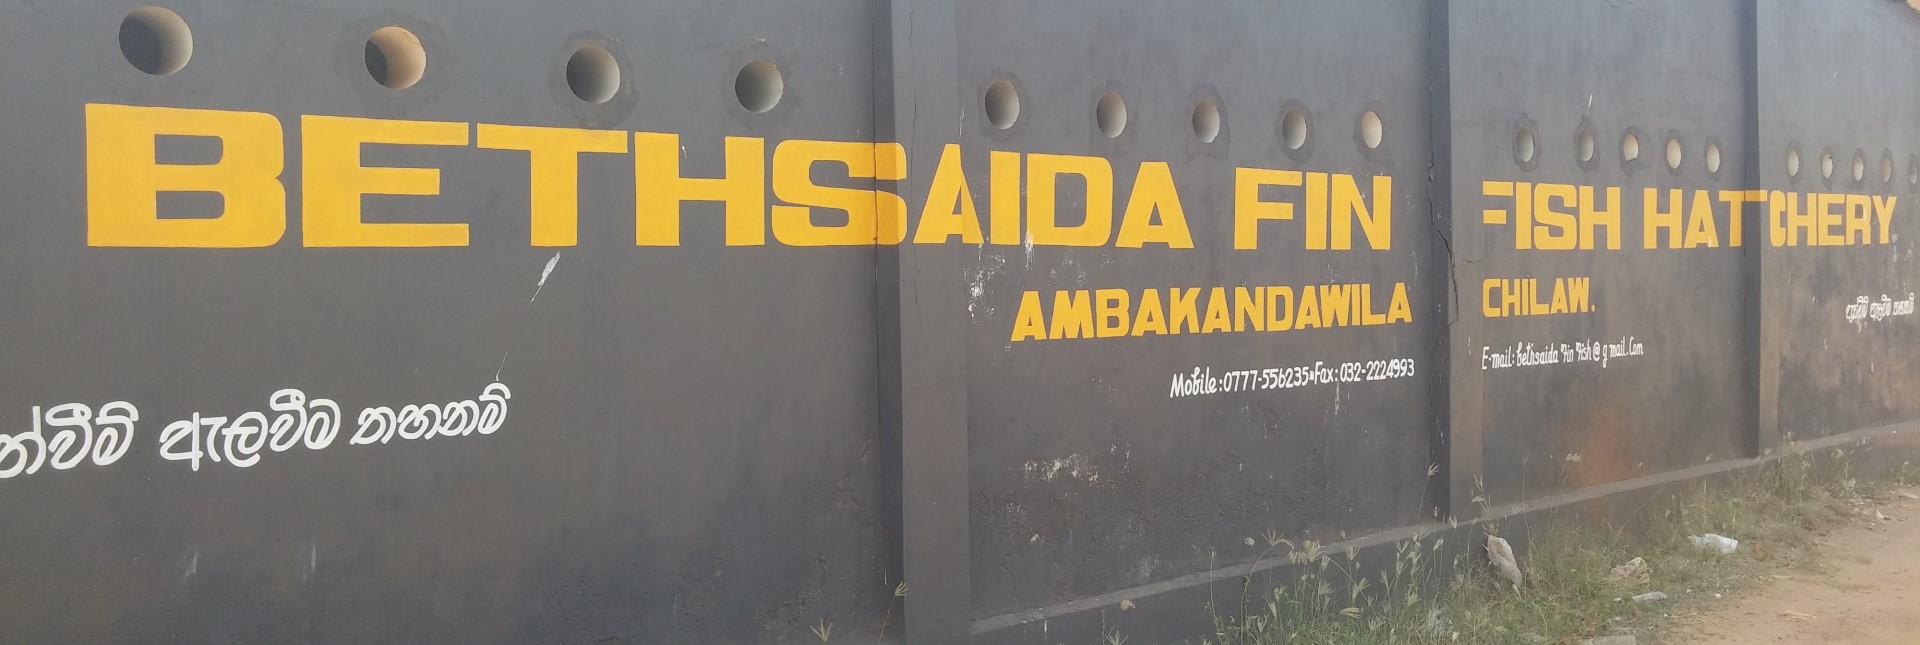 BETHSAIDA FIN FISH HATCHERY
AMBAKANDAWILA CHILAW.
Mobile:0777-556235*Fax:032-2224993 E-mail:bethsaida fin fish@gmail.Com
ඇලවීම තහනම්